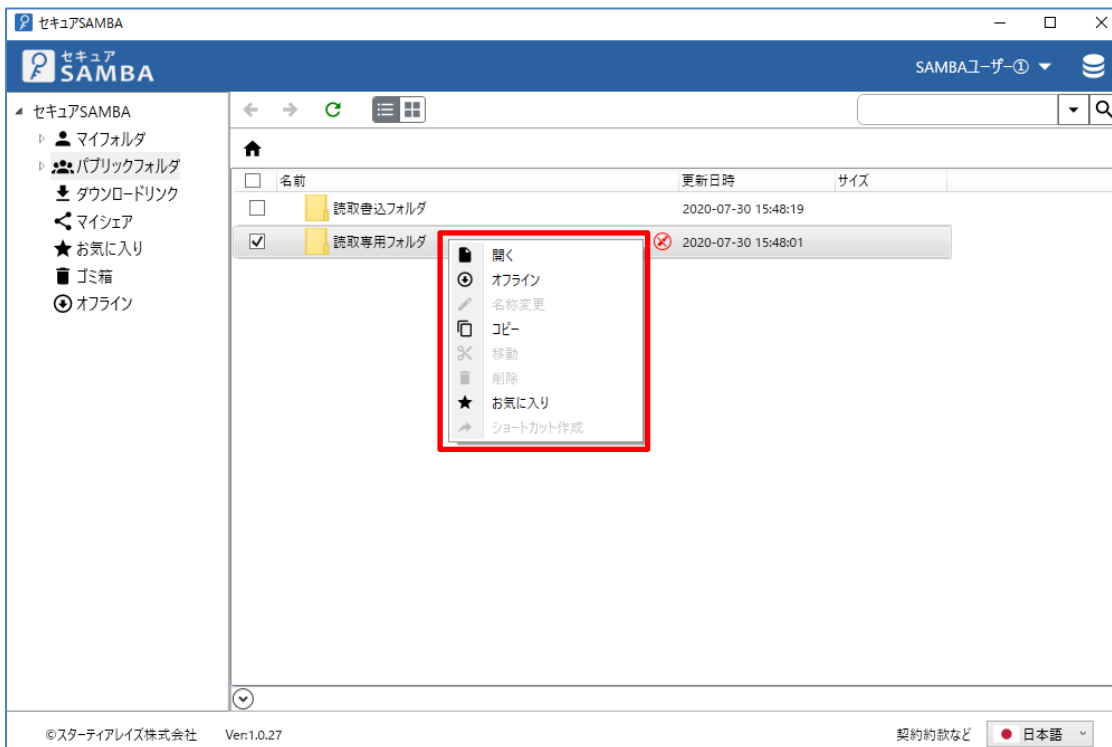 セキュアSAMBA
セキュア
SAMBA
SAMBAユーザー①
セキュアSAMBA
マイフォルダ
パブリックフォルダ
ダウンロードリンク
マイシェア
お気に入り
ゴミ箱
オフライン
名前 更新日時 サイズ
読取書込フォルダ 2020-07-30 15:48:19
読取専用フォルダ 2020-07-30 15:48:01
開く
オフライン
名称変更
コピー
移動
削除
お気に入り
ショートカット作成
©スターティアレイズ株式会社 Ver:1.0.27 契約約款など 日本語